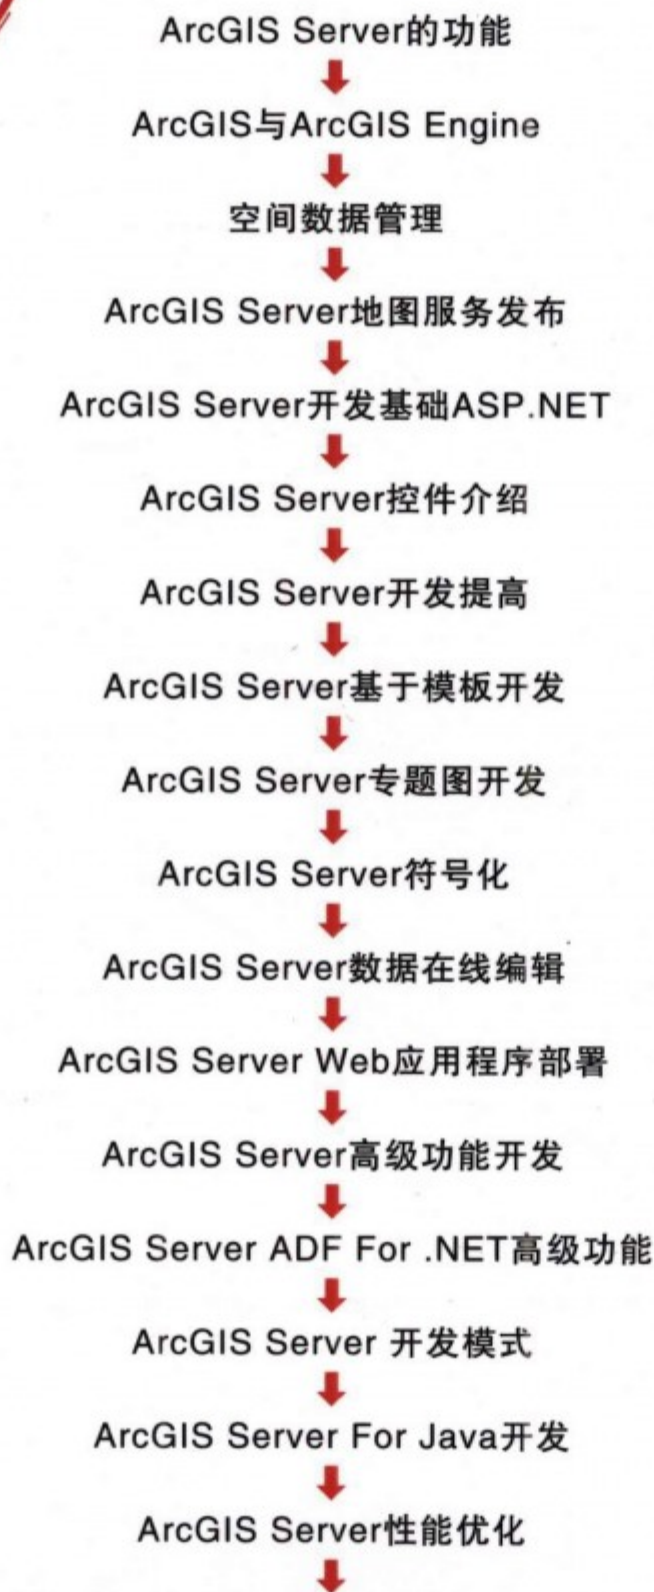 ArcGIS Server的功能
ArcGIS与ArcGIS Engine
空间数据管理
ArcGIS Server地图服务发布
ArcGIS Server开发基础ASP.NET
ArcGIS Server控件介绍
ArcGIS Server开发提高
ArcGIS Server基于模板开发
ArcGIS Server专题图开发
ArcGIS Server符号化
ArcGIS Server数据在线编辑
ArcGIS Server Web应用程序部署
ArcGIS Server高级功能开发
ArcGIS Server ADF For .NET高级功能
ArcGIS Server 开发模式
ArcGIS Server For Java开发
ArcGIS Server性能优化